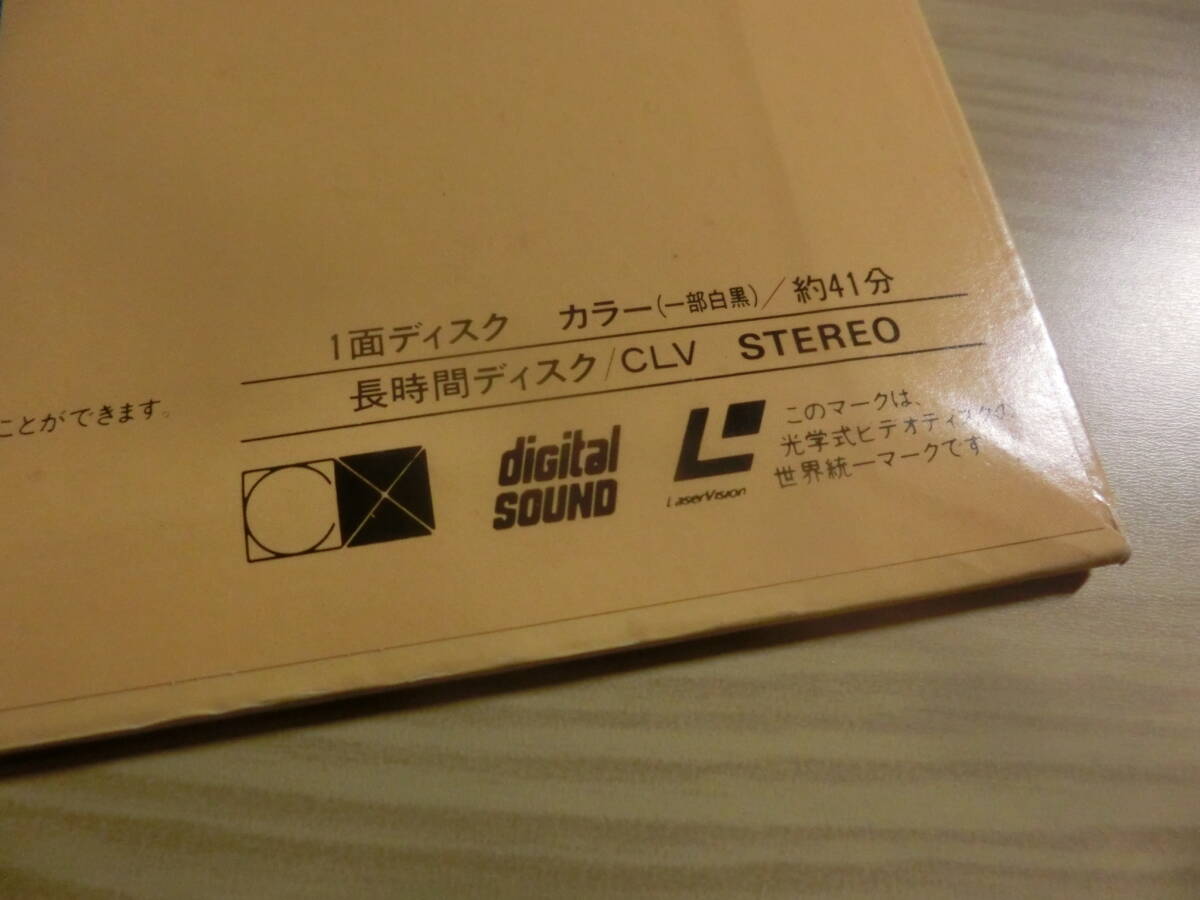 1面ディスク カラー(一部白黒)/約41分
長時間ディスク/CLV STEREO
ことができます。
digital
SOUND
LaserVision
このマークは、
光学式ビデオディスクの
世界統一マークです